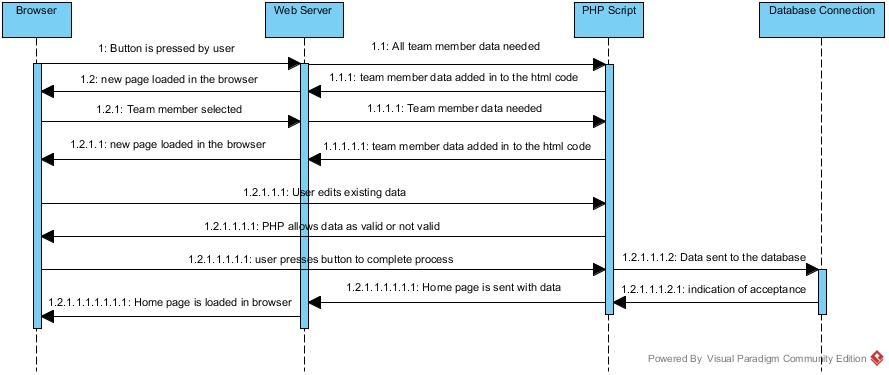 Browser
Web Server
PHP Script
Database Connection
1: Button is pressed by user
1.1: All team member data needed
1.2: new page loaded in the browser
1.1.1: team member data added in to the html code
1.2.1: Team member selected
1.1.1.1: Team member data needed
1.2.1.1: new page loaded in the browser
1.1.1.1.1: team member data added in to the html code
1.2.1.1.1: User edits existing data
1.2.1.1.1.1: PHP allows data as valid or not valid
1.2.1.1.1.1.1: user presses button to complete process
1.2.1.1.1.2: Data sent to the database
1.2.1.1.1.1.1.1: Home page is sent with data
1.2.1.1.1.2.1: indication of acceptance
1.2.1.1.1.1.1.1.1: Home page is loaded in browser
Powered By Visual Paradigm Community Edition